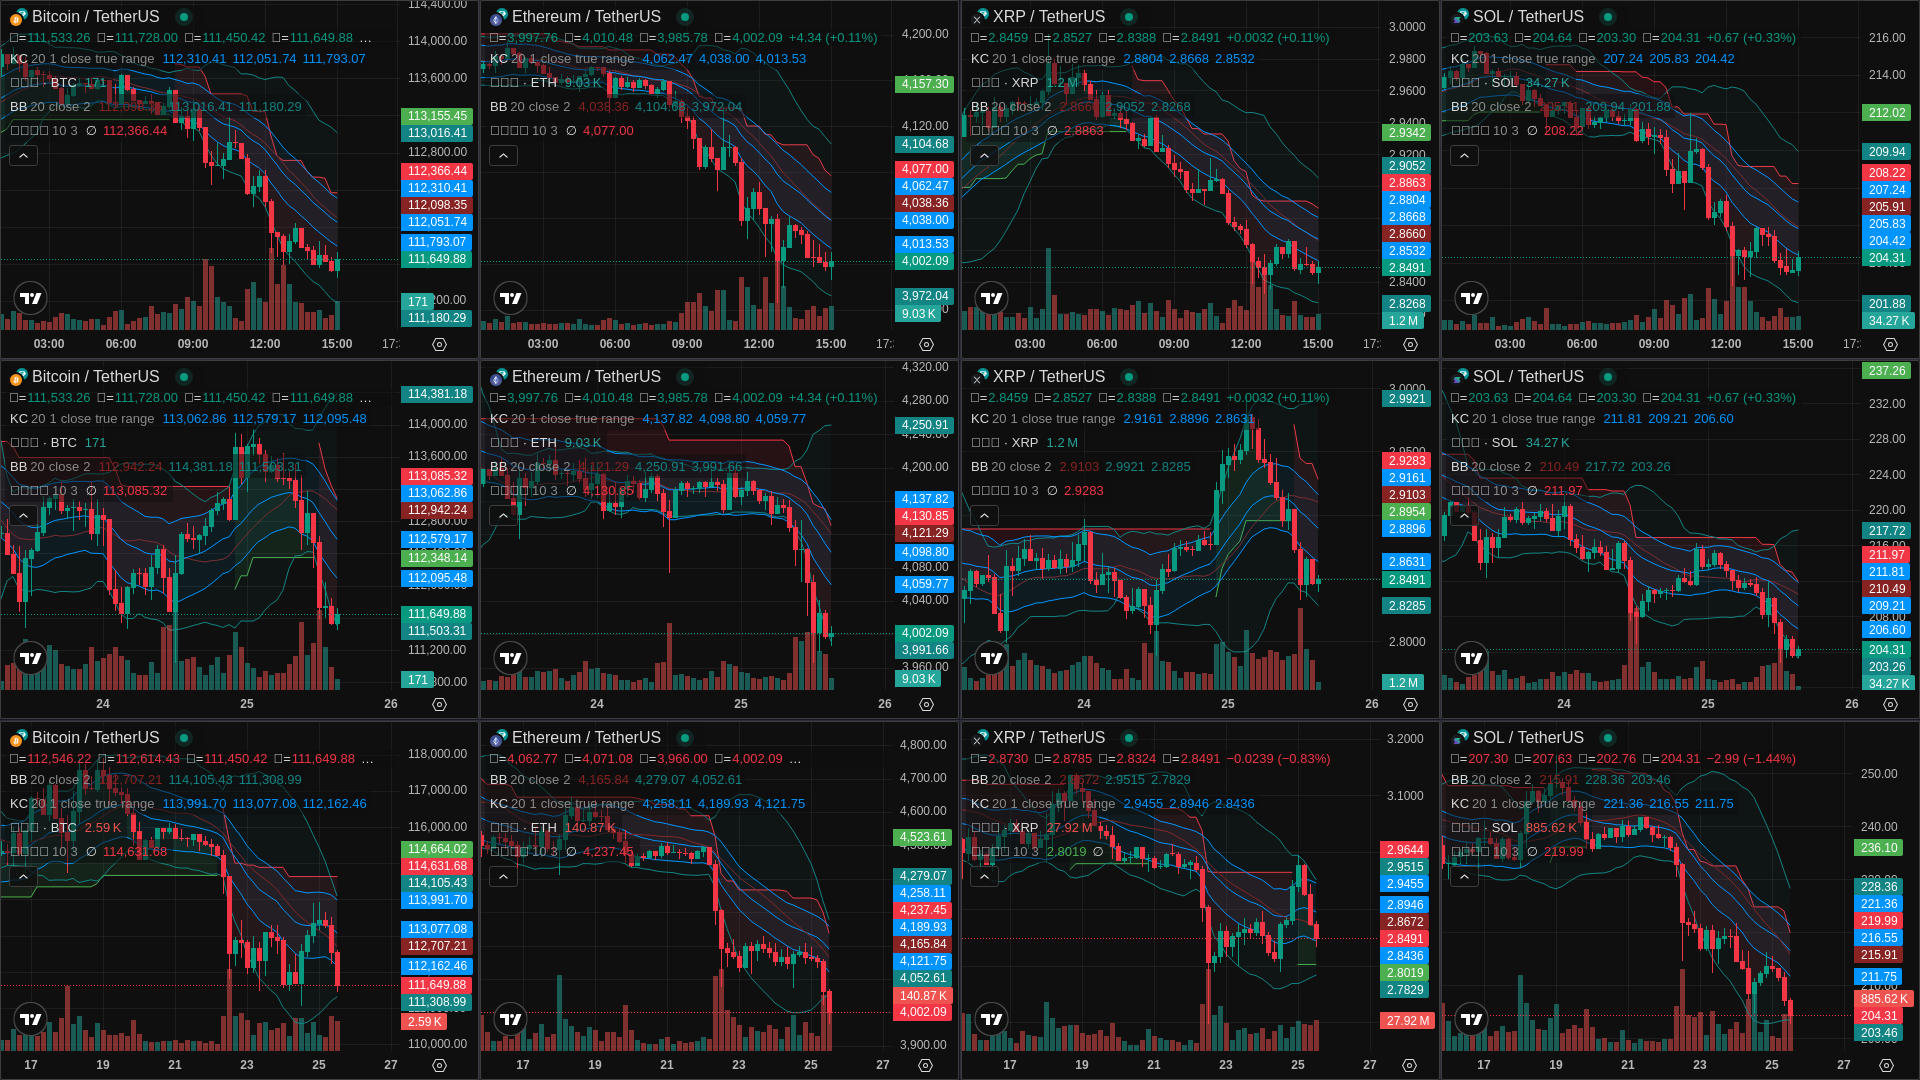 Bitcoin / TetherUS
=111,533.26 =111,728.00 =111,450.42 =111,649.88 ...
KC 20 1 close true range 112,310.41 112,051.74 111,793.07
· BTC 171
BB 20 close 2 113,016.41 111,180.29
10 3 ∅ 112,366.44
114,400.00
114,000.00
113,600.00
113,155.45
113,016.41
112,800.00
112,366.44
112,310.41
112,098.35
112,051.74
111,793.07
111,649.88
171
111,180.29
03:00 06:00 09:00 12:00 15:00
Ethereum / TetherUS
=3,997.76 =4,010.48 =3,985.78 =4,002.09 +4.34 (+0.11%)
KC 20 1 close true range 4,062.47 4,038.00 4,013.53
· ETH 9.03 K
BB 20 close 2 4,038.36 4,104.68 3,972.04
10 3 ∅ 4,077.00
4,200.00
4,157.30
4,120.00
4,104.68
4,077.00
4,062.47
4,038.36
4,038.00
4,013.53
4,002.09
3,972.04
9.03 K
03:00 06:00 09:00 12:00 15:00
XRP / TetherUS
=2.8459 =2.8527 =2.8388 =2.8491 +0.0032 (+0.11%)
KC 20 1 close true range 2.8804 2.8668 2.8532
· XRP 1.2 M
BB 20 close 2 2.8660 2.9052 2.8268
10 3 ∅ 2.8863
3.0000
2.9800
2.9600
2.9400
2.9342
2.9200
2.9052
2.8863
2.8804
2.8668
2.8660
2.8532
2.8491
2.8400
2.8268
1.2 M
03:00 06:00 09:00 12:00 15:00
SOL / TetherUS
=203.63 =204.64 =203.30 =204.31 +0.67 (+0.33%)
KC 20 1 close true range 207.24 205.83 204.42
· SOL 34.27 K
BB 20 close 2 205.91 209.94 201.88
10 3 ∅ 208.22
216.00
214.00
212.02
209.94
208.22
207.24
205.91
205.83
204.42
204.31
201.88
34.27 K
03:00 06:00 09:00 12:00 15:00
Bitcoin / TetherUS
=111,533.26 =111,728.00 =111,450.42 =111,649.88 ...
KC 20 1 close true range 113,062.86 112,579.17 112,095.48
· BTC 171
BB 20 close 2 112,942.24 114,381.18 111,503.31
10 3 ∅ 113,085.32
114,381.18
114,000.00
113,600.00
113,085.32
113,062.86
112,942.24
112,800.00
112,579.17
112,348.14
112,095.48
111,649.88
111,503.31
111,200.00
171
24 25 26
Ethereum / TetherUS
=3,997.76 =4,010.48 =3,985.78 =4,002.09 +4.34 (+0.11%)
KC 20 1 close true range 4,137.82 4,098.80 4,059.77
· ETH 9.03 K
BB 20 close 2 4,121.29 4,250.91 3,991.66
10 3 ∅ 4,130.85
4,320.00
4,280.00
4,250.91
4,240.00
4,200.00
4,137.82
4,130.85
4,121.29
4,098.80
4,080.00
4,059.77
4,040.00
4,002.09
3,991.66
3,960.00
9.03 K
24 25 26
XRP / TetherUS
=2.8459 =2.8527 =2.8388 =2.8491 +0.0032 (+0.11%)
KC 20 1 close true range 2.9161 2.8896 2.8631
· XRP 1.2 M
BB 20 close 2 2.9103 2.9921 2.8285
10 3 ∅ 2.9283
3.0000
2.9921
2.9500
2.9283
2.9161
2.9103
2.8954
2.8896
2.8631
2.8491
2.8285
2.8000
1.2 M
24 25 26
SOL / TetherUS
=203.63 =204.64 =203.30 =204.31 +0.67 (+0.33%)
KC 20 1 close true range 211.81 209.21 206.60
· SOL 34.27 K
BB 20 close 2 210.49 217.72 203.26
10 3 ∅ 211.97
237.26
232.00
228.00
224.00
220.00
217.72
216.00
211.97
211.81
210.49
209.21
208.00
206.60
204.31
203.26
34.27 K
24 25 26
Bitcoin / TetherUS
=112,546.22 =112,614.43 =111,450.42 =111,649.88 ...
BB 20 close 2 112,707.21 114,105.43 111,308.99
KC 20 1 close true range 113,991.70 113,077.08 112,162.46
· BTC 2.59 K
10 3 ∅ 114,631.68
118,000.00
117,000.00
116,000.00
114,664.02
114,631.68
114,105.43
113,991.70
113,077.08
112,707.21
112,162.46
111,649.88
111,308.99
2.59 K
110,000.00
17 19 21 23 25 27
Ethereum / TetherUS
=4,062.77 =4,071.08 =3,966.00 =4,002.09 ...
BB 20 close 2 4,165.84 4,279.07 4,052.61
KC 20 1 close true range 4,258.11 4,189.93 4,121.75
· ETH 140.87 K
10 3 ∅ 4,237.45
4,800.00
4,700.00
4,600.00
4,523.61
4,279.07
4,258.11
4,237.45
4,189.93
4,165.84
4,121.75
4,052.61
140.87 K
4,002.09
3,900.00
17 19 21 23 25 27
XRP / TetherUS
=2.8730 =2.8785 =2.8324 =2.8491 −0.0239 (−0.83%)
BB 20 close 2 2.8672 2.9515 2.7829
KC 20 1 close true range 2.9455 2.8946 2.8436
· XRP 27.92 M
10 3 2.8019 ∅
3.2000
3.1000
2.9644
2.9515
2.9455
2.8946
2.8672
2.8491
2.8436
2.8019
2.7829
27.92 M
17 19 21 23 25 27
SOL / TetherUS
=207.30 =207.63 =202.76 =204.31 −2.99 (−1.44%)
BB 20 close 2 215.91 228.36 203.46
KC 20 1 close true range 221.36 216.55 211.75
· SOL 885.62 K
10 3 ∅ 219.99
250.00
240.00
236.10
228.36
221.36
219.99
216.55
215.91
211.75
885.62 K
204.31
203.46
17 19 21 23 25 27